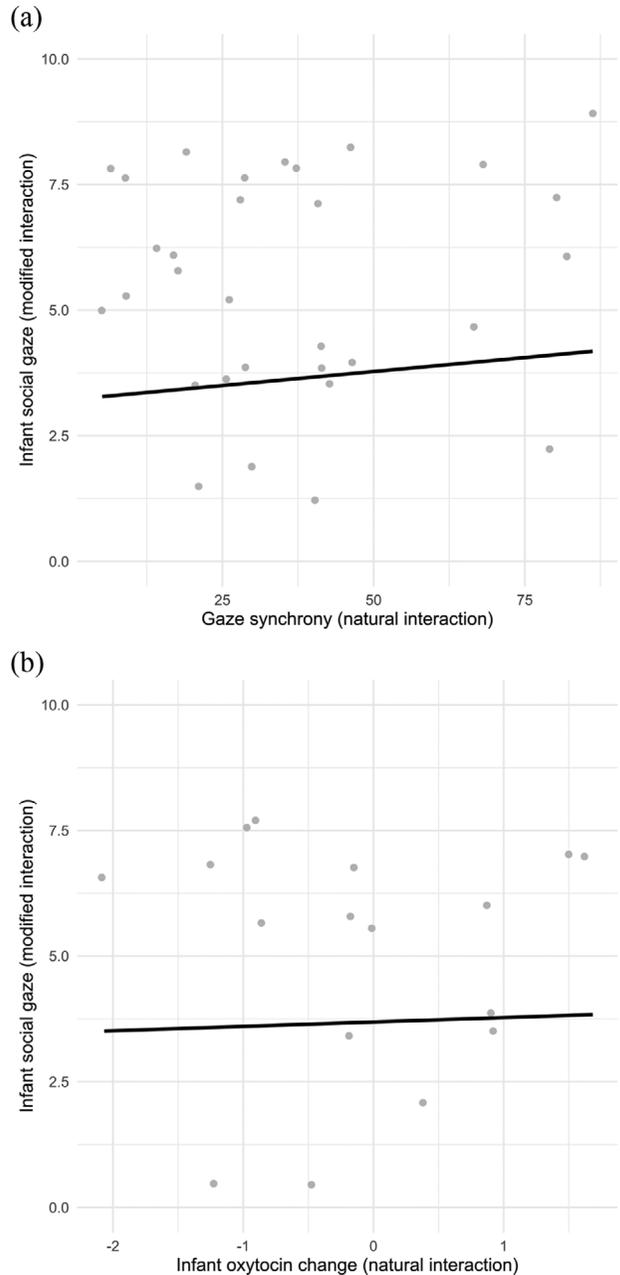 (a)
10.0
7.5
5.0
2.5
0.0
Infant social gaze (modified interaction)
25 50 75
Gaze synchrony (natural interaction)
(b)
10.0
7.5
5.0
2.5
0.0
Infant social gaze (modified interaction)
-2 -1 0 1
Infant oxytocin change (natural interaction)